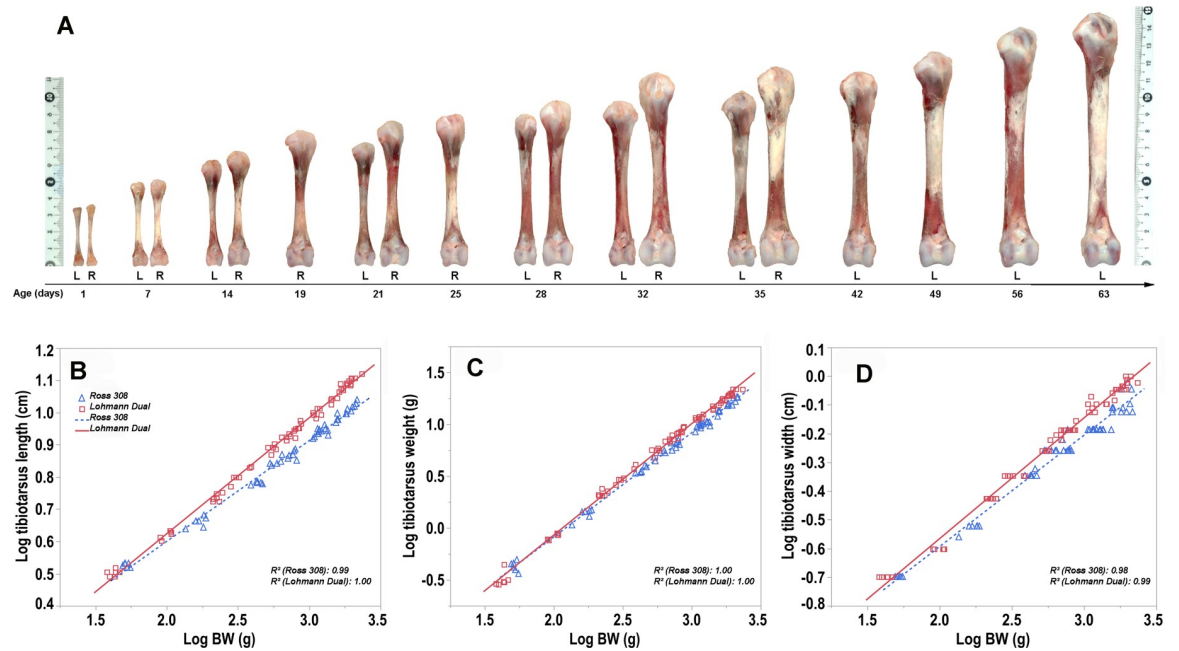 A
L R L R L R R L R R L R L R L R L L L L
Age (days) 1 7 14 19 21 25 28 32 35 42 49 56 63
B
Ross 308
Lohmann Dual
Ross 308
Lohmann Dual
Log tibiotarsus length (cm)
1.2
1.1
1.0
0.9
0.8
0.7
0.6
0.5
0.4
R² (Ross 308): 0.99
R² (Lohmann Dual): 1.00
1.5 2.0 2.5 3.0 3.5
Log BW (g)
C
Log tibiotarsus weight (g)
1.5
1.0
0.5
0.0
-0.5
R² (Ross 308): 1.00
R² (Lohmann Dual): 1.00
1.5 2.0 2.5 3.0 3.5
Log BW (g)
D
Log tibiotarsus width (cm)
0.1
0.0
-0.1
-0.2
-0.3
-0.4
-0.5
-0.6
-0.7
-0.8
R² (Ross 308): 0.98
R² (Lohmann Dual): 0.99
1.5 2.0 2.5 3.0 3.5
Log BW (g)